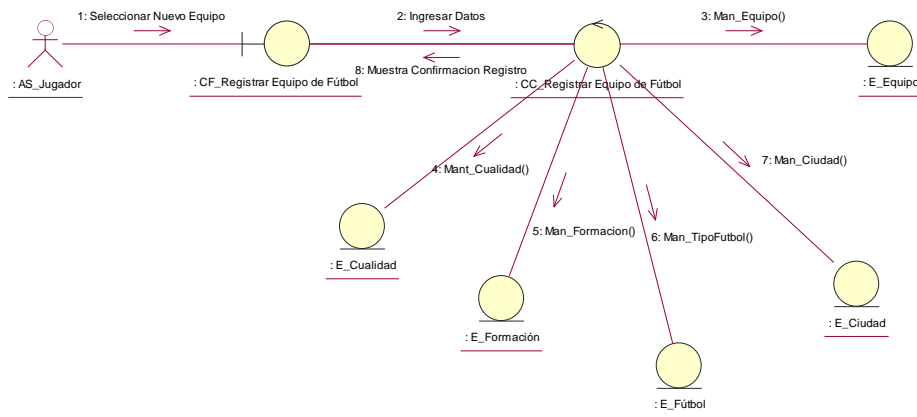 1: Seleccionar Nuevo Equipo
2: Ingresar Datos
3: Man_Equipo()
8: Muestra Confirmacion Registro
: AS_Jugador
: CF_Registrar Equipo de Fútbol
: CC_Registrar Equipo de Fútbol
: E_Equipo
4: Mant_Cualidad()
7: Man_Ciudad()
5: Man_Formacion()
6: Man_TipoFutbol()
: E_Cualidad
: E_Formación
: E_Ciudad
: E_Fútbol